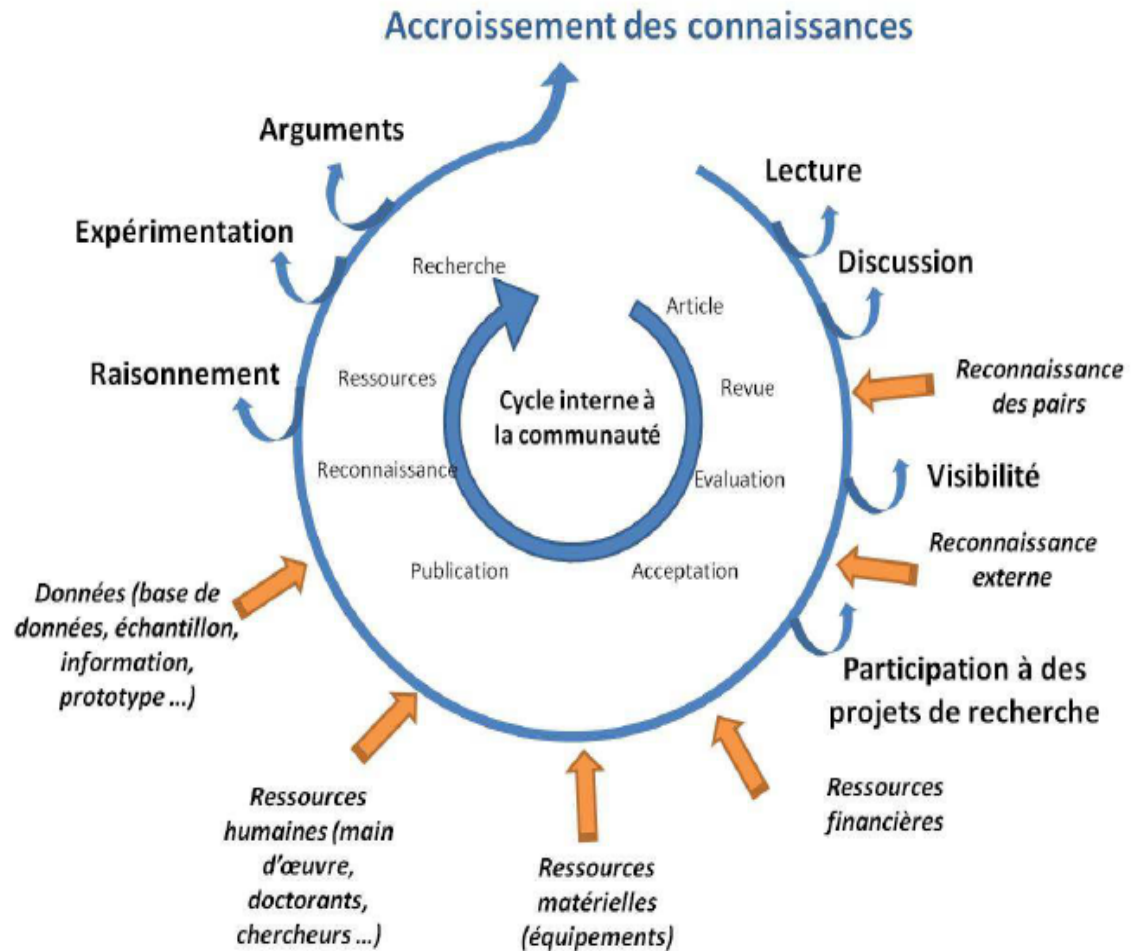 Accroissement des connaissances
Arguments
Expérimentation
Raisonnement
Lecture
Discussion
Reconnaissance
des pairs
Visibilité
Reconnaissance
externe
Participation à des
projets de recherche
Ressources
financières
Ressources
matérielles
(équipements)
Ressources
humaines (main
d'œuvre,
doctorants,
chercheurs ...)
Données (base de
données, échantillon,
information,
prototype ...)
Recherche
Article
Ressources
Revue
Cycle interne à
la communauté
Reconnaissance
Evaluation
Publication
Acceptation